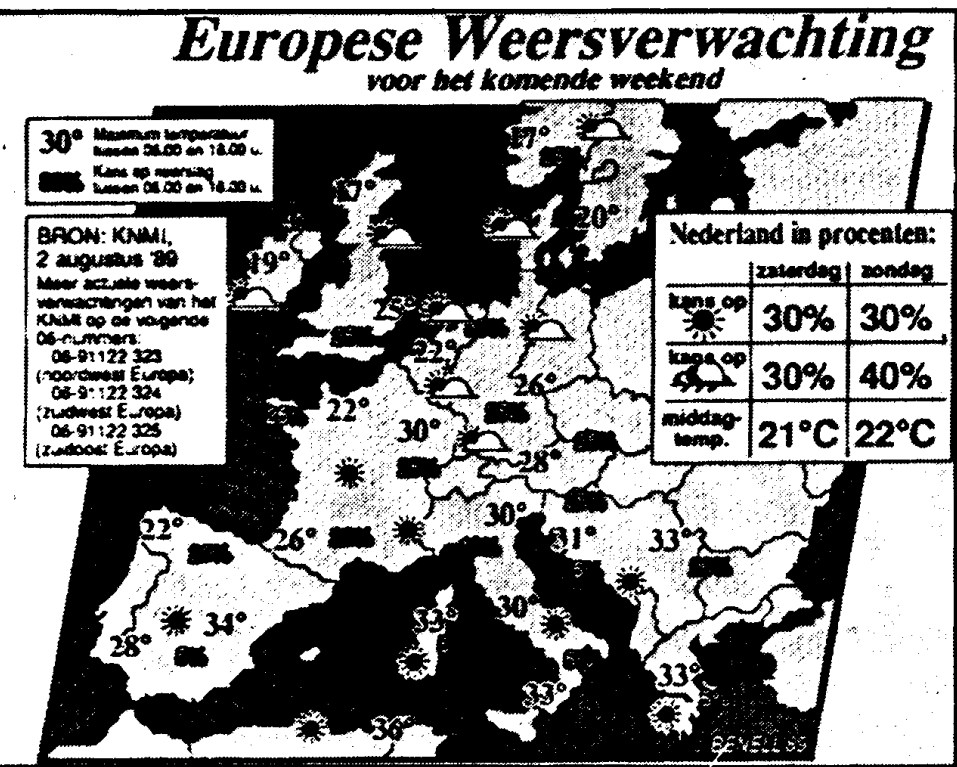 Europese Weersverwachting
voor het komende weekend
30° Maximum temperatuur
tussen 06.00 en 18.00 u.
Kans op neerslag
tussen 06.00 en 18.00 u.
BRON: KNMI,
2 augustus '89
Meer actuele weers-
verwachtingen van het
KNMI op de volgende
06-nummers:
06-91122 323
(noordwest Europa)
06-91122 324
(zuidwest Europa)
06-91122 325
(zuidoost Europa)
Nederland in procenten:
zaterdag zondag
kans op 30% 30%
kans op 30% 40%
middag-
temp. 21°C 22°C
17°
17°
20°
19°
25°
22°
26°
22°
30°
28°
22°
26°
30°
31°
33°
34°
28°
33°
30°
33°
33°
36°